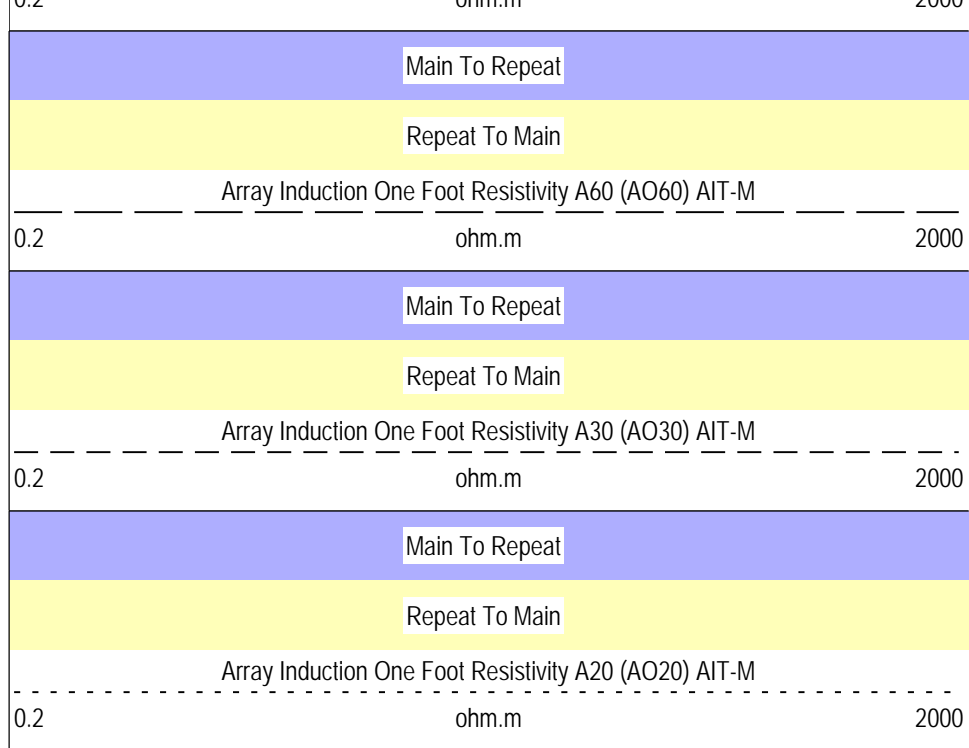 0.2 ohm.m 2000
Main To Repeat
Repeat To Main
Array Induction One Foot Resistivity A60 (AO60) AIT-M
0.2 ohm.m 2000
Main To Repeat
Repeat To Main
Array Induction One Foot Resistivity A30 (AO30) AIT-M
0.2 ohm.m 2000
Main To Repeat
Repeat To Main
Array Induction One Foot Resistivity A20 (AO20) AIT-M
0.2 ohm.m 2000